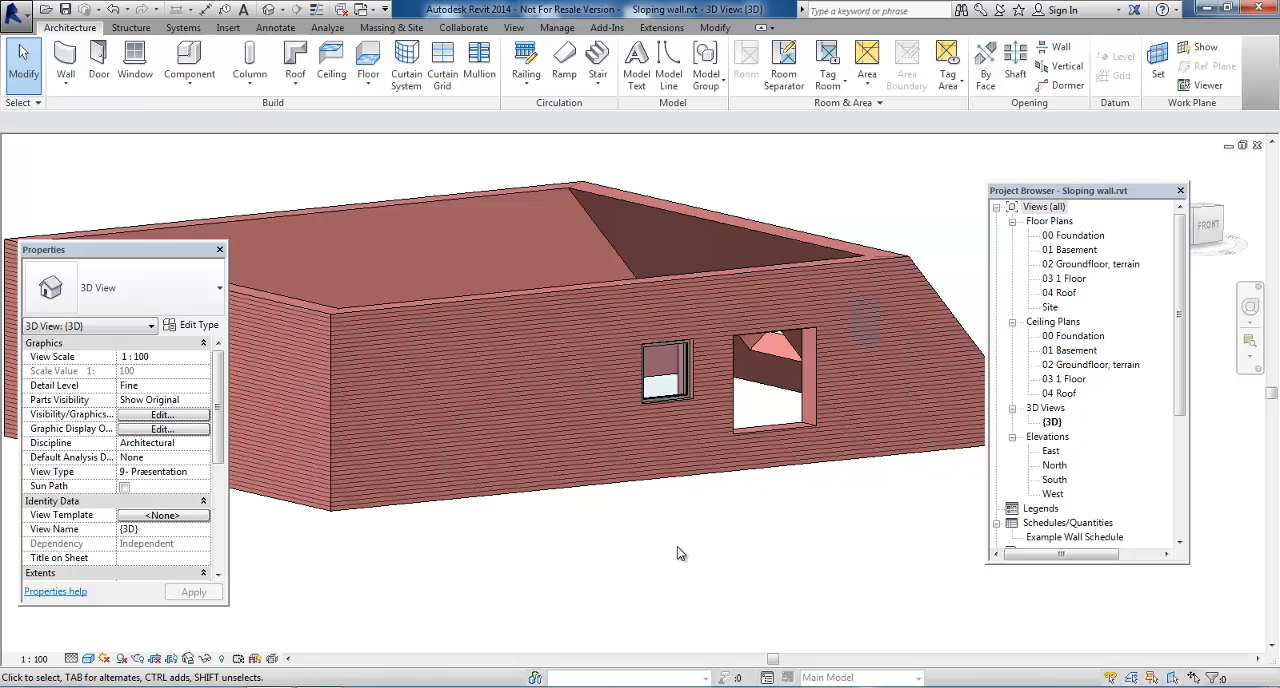 Autodesk Revit 2014 - Not For Resale Version - Sloping wall.rvt - 3D View: {3D}
Type a keyword or phrase
Sign In
Architecture Structure Systems Insert Annotate Analyze Massing & Site Collaborate View Manage Add-Ins Extensions Modify
Modify
Wall
Door
Window
Component
Column
Roof
Ceiling
Floor
Curtain System
Curtain Grid
Mullion
Railing
Ramp
Stair
Model Text
Model Line
Model Group
Room
Room Separator
Tag Room
Area
Area Boundary
Tag Area
By Face
Shaft
Wall
Vertical
Dormer
Level
Grid
Set
Show
Ref Plane
Viewer
Select
Build
Circulation
Model
Room & Area
Opening
Datum
Work Plane
Properties
3D View
3D View: {3D}
Edit Type
Graphics
View Scale 1 : 100
Scale Value 1: 100
Detail Level Fine
Parts Visibility Show Original
Visibility/Graphics... Edit...
Graphic Display O... Edit...
Discipline Architectural
Default Analysis D... None
View Type 9- Præsentation
Sun Path
Identity Data
View Template <None>
View Name {3D}
Dependency Independent
Title on Sheet
Extents
Properties help
Apply
Project Browser - Sloping wall.rvt
Views (all)
Floor Plans
00 Foundation
01 Basement
02 Groundfloor, terrain
03 1 Floor
04 Roof
Site
Ceiling Plans
00 Foundation
01 Basement
02 Groundfloor, terrain
03 1 Floor
04 Roof
3D Views
{3D}
Elevations
East
North
South
West
Legends
Schedules/Quantities
Example Wall Schedule
FRONT
1 : 100
Click to select, TAB for alternates, CTRL adds, SHIFT unselects.
:0
Main Model
:0